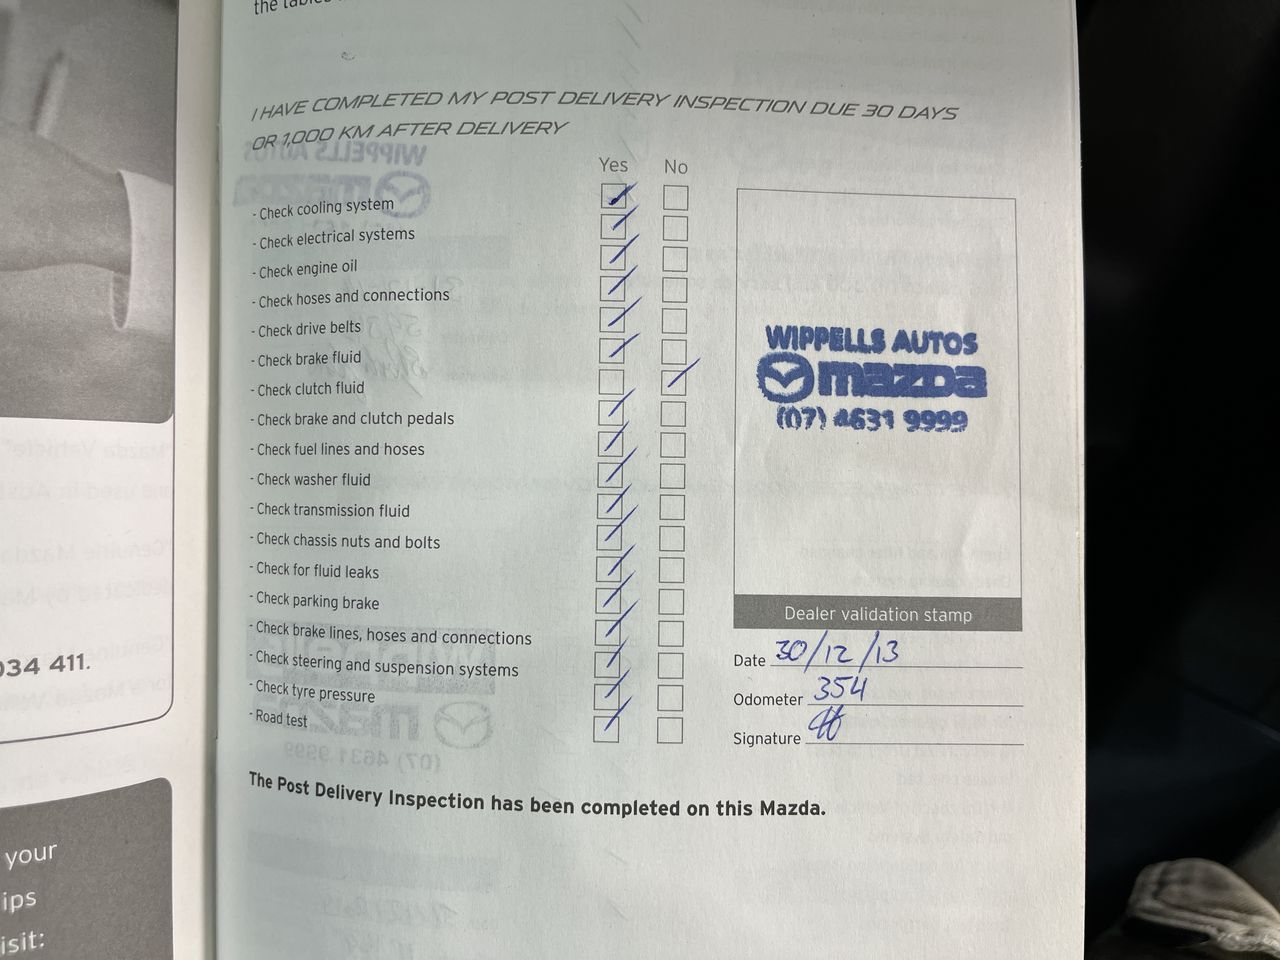 the
I HAVE COMPLETED MY POST DELIVERY INSPECTION DUE 30 DAYS
OR 1,000 KM AFTER DELIVERY
Yes No
- Check cooling system
- Check electrical systems
- Check engine oil
- Check hoses and connections
- Check drive belts
- Check brake fluid
- Check clutch fluid
- Check brake and clutch pedals
- Check fuel lines and hoses
- Check washer fluid
- Check transmission fluid
- Check chassis nuts and bolts
- Check for fluid leaks
- Check parking brake
- Check brake lines, hoses and connections
- Check steering and suspension systems
- Check tyre pressure
- Road test
The Post Delivery Inspection has been completed on this Mazda.
WIPPELLS AUTOS
mazda
(07) 4631 9999
Dealer validation stamp
Date 30/12/13
Odometer 354
Signature
034 411.
your
ips
isit: